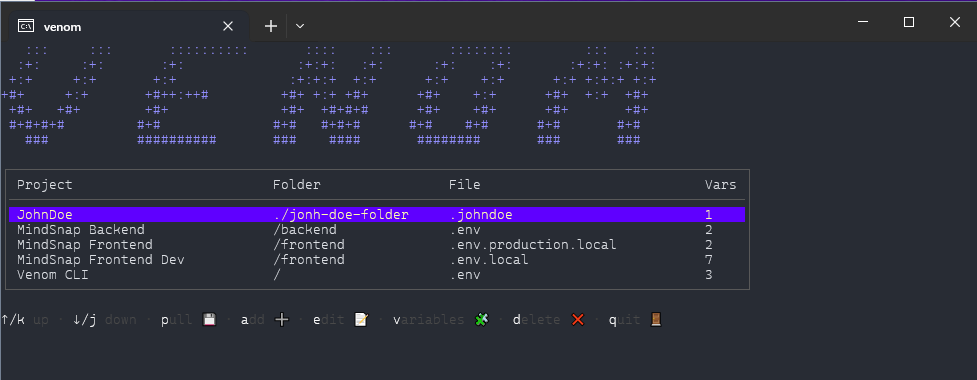 venom
VENOM
Project Folder File Vars
JohnDoe ./jonh-doe-folder .johndoe 1
MindSnap Backend /backend .env 2
MindSnap Frontend /frontend .env.production.local 2
MindSnap Frontend Dev /frontend .env.local 7
Venom CLI / .env 3
↑/k up · ↓/j down · pull 💾 · add ➕ · edit 📝 · variables 🧩 · delete ❌ · quit 🚪